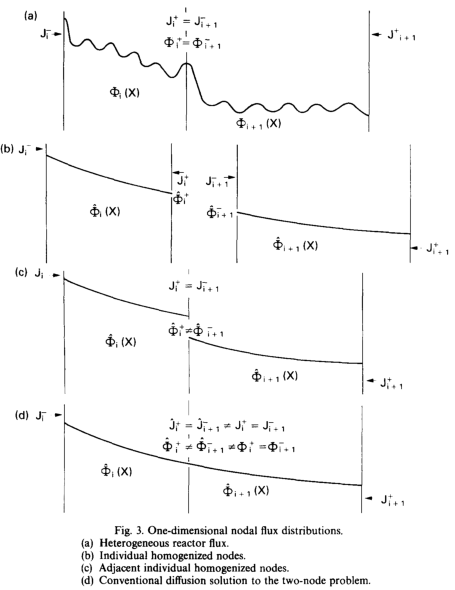 (a)
J_i^- J_i^+ = J_{i+1}^- J_{i+1}^+
Φ_i^+ = Φ_{i+1}^-
Φ_i(X) Φ_{i+1}(X)
(b) J_i^- J_i^+ J_{i+1}^-
Φ̂_i^+ Φ̂_{i+1}^-
Φ̂_i(X) Φ̂_{i+1}(X) J_{i+1}^+
(c) J_i J_i^+ = J_{i+1}^-
Φ̂_i^+ ≠ Φ̂_{i+1}^-
Φ̂_i(X) Φ̂_{i+1}(X) J_{i+1}^+
(d) J_i^- Ĵ_i^+ = Ĵ_{i+1}^- ≠ J_i^+ = J_{i+1}^-
Φ̂_i^+ ≠ Φ̂_{i+1}^- ≠ Φ_i^+ = Φ_{i+1}^-
Φ̂_i(X) Φ̂_{i+1}(X) J_{i+1}^+
Fig. 3. One-dimensional nodal flux distributions.
(a) Heterogeneous reactor flux.
(b) Individual homogenized nodes.
(c) Adjacent individual homogenized nodes.
(d) Conventional diffusion solution to the two-node problem.